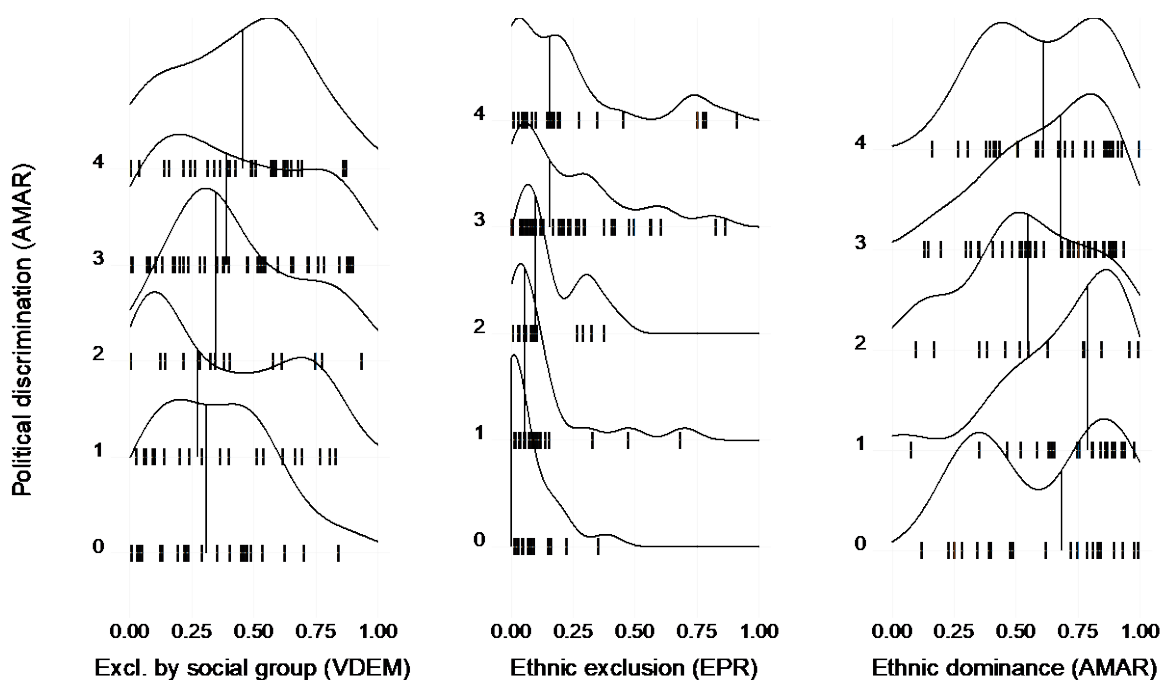 Political discrimination (AMAR)
4
3
2
1
0
0.00 0.25 0.50 0.75 1.00
Excl. by social group (VDEM)
4
3
2
1
0
0.00 0.25 0.50 0.75 1.00
Ethnic exclusion (EPR)
4
3
2
1
0
0.00 0.25 0.50 0.75 1.00
Ethnic dominance (AMAR)